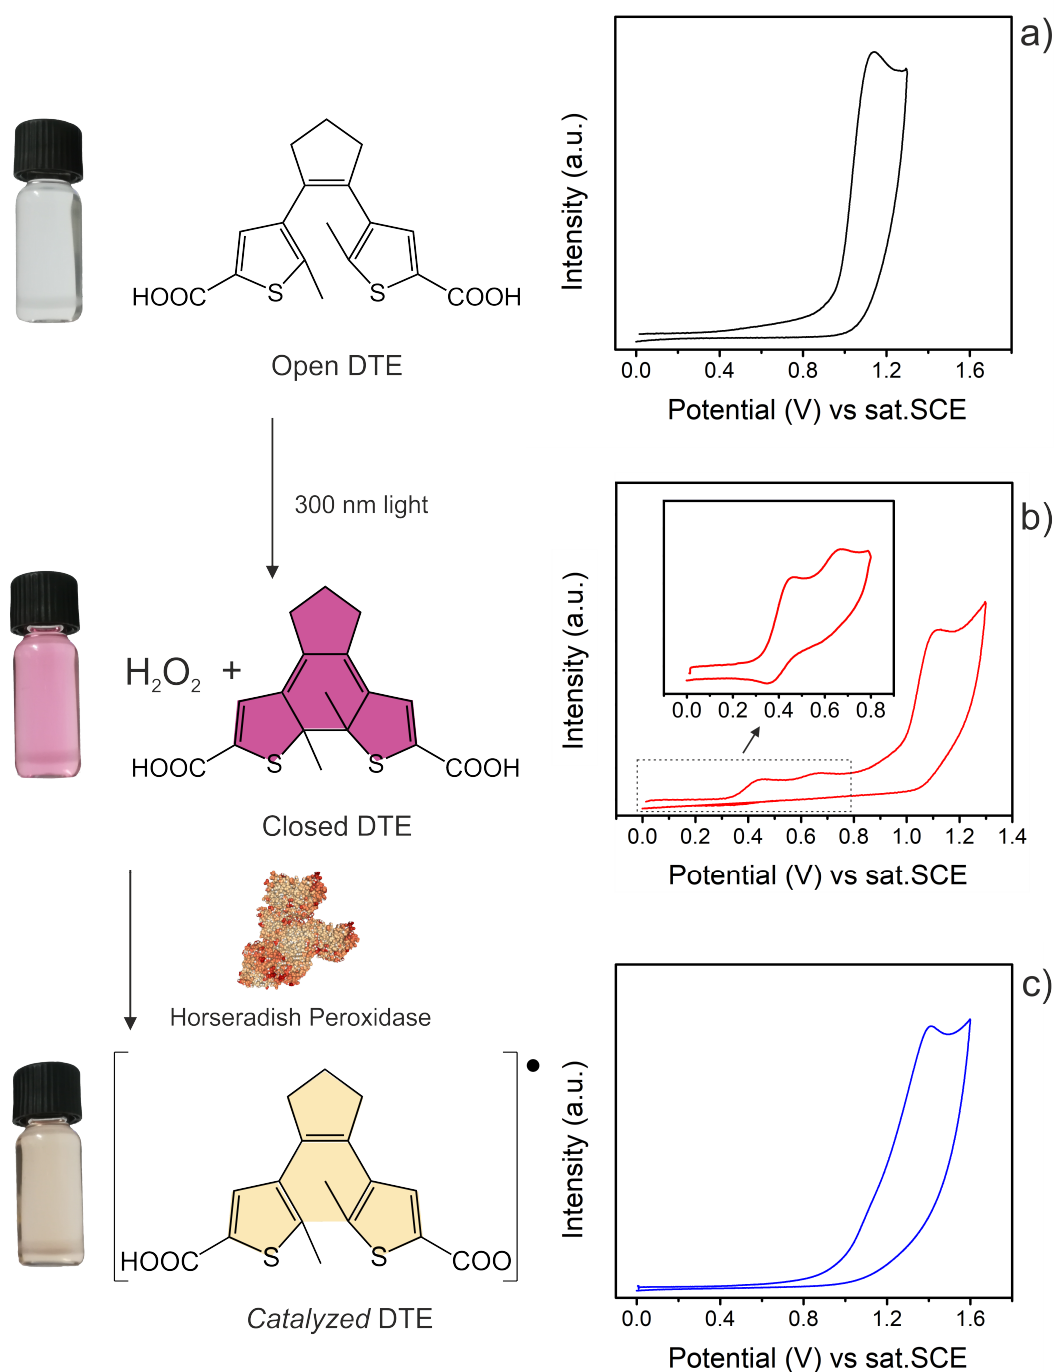 a)
Intensity (a.u.)
0.0 0.4 0.8 1.2 1.6
Potential (V) vs sat.SCE
HOOC S S COOH
Open DTE
300 nm light
b)
Intensity (a.u.)
0.0 0.2 0.4 0.6 0.8
0.0 0.2 0.4 0.6 0.8 1.0 1.2 1.4
Potential (V) vs sat.SCE
H2O2 +
HOOC S S COOH
Closed DTE
Horseradish Peroxidase
c)
Intensity (a.u.)
0.0 0.4 0.8 1.2 1.6
Potential (V) vs sat.SCE
HOOC S S COO
Catalyzed DTE